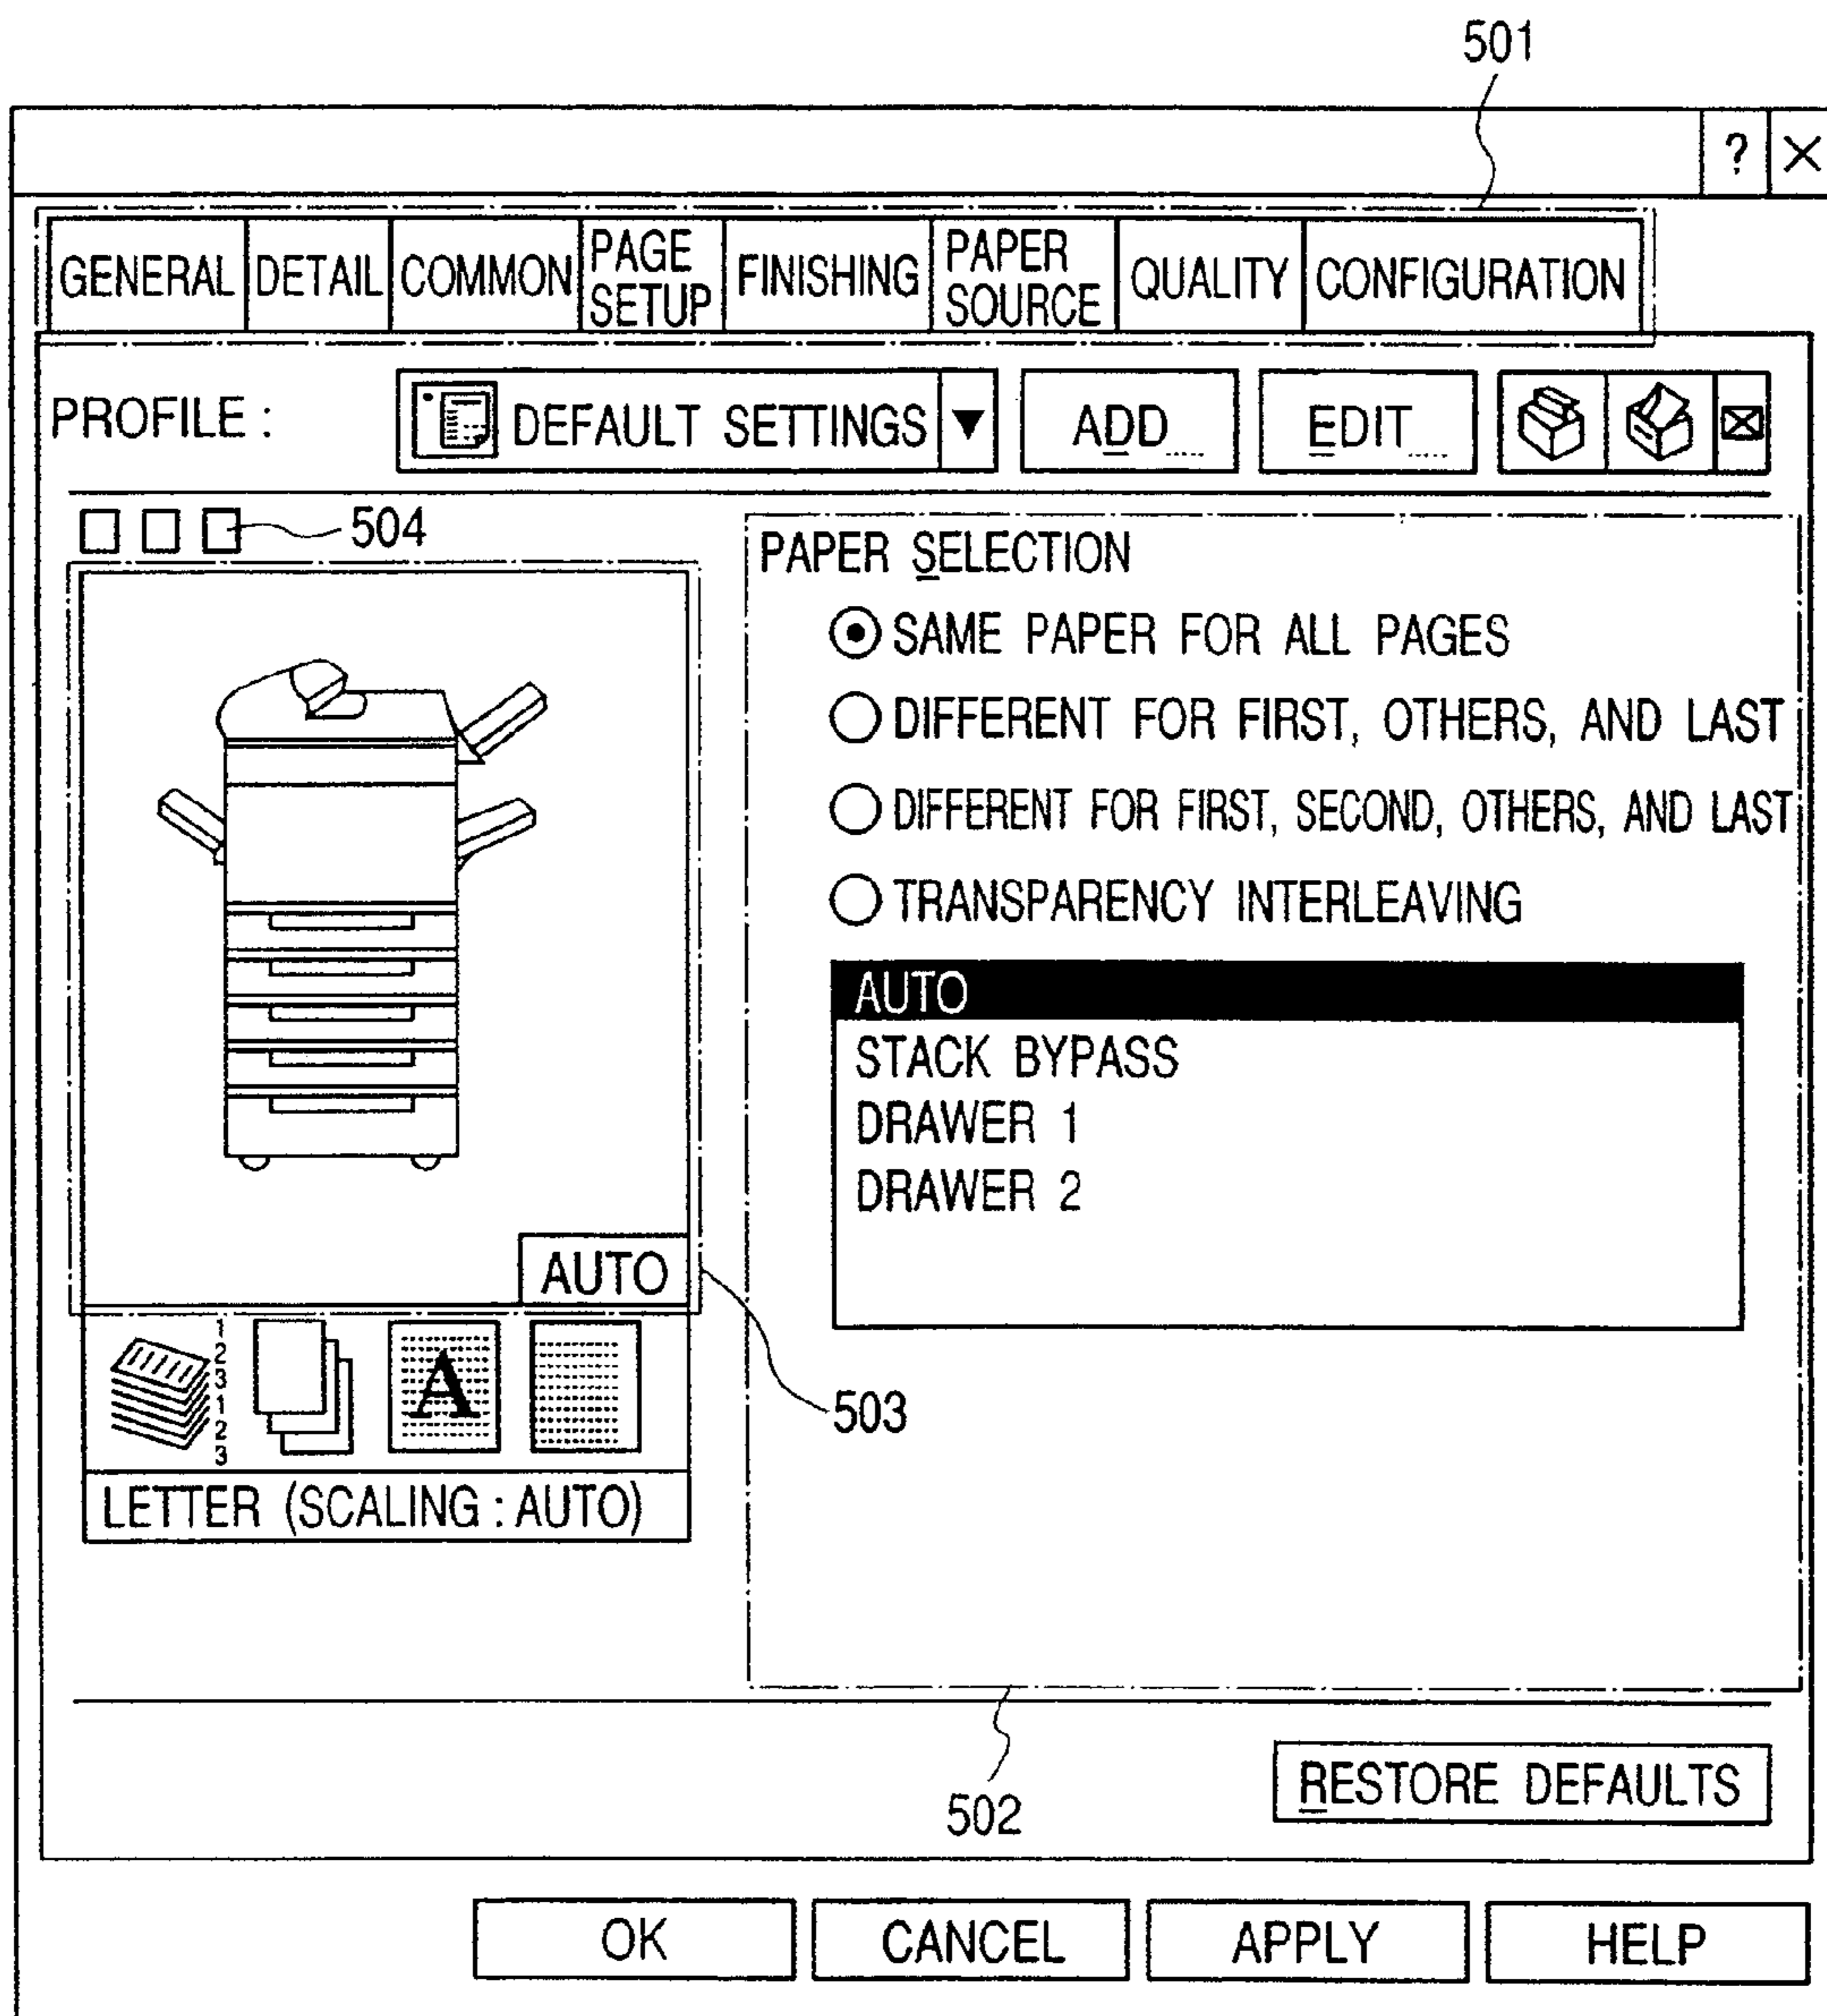 501
? ×
GENERAL DETAIL COMMON PAGE SETUP FINISHING PAPER SOURCE QUALITY CONFIGURATION
PROFILE : DEFAULT SETTINGS ▼ ADD.... EDIT....
504
PAPER SELECTION
SAME PAPER FOR ALL PAGES
DIFFERENT FOR FIRST, OTHERS, AND LAST
DIFFERENT FOR FIRST, SECOND, OTHERS, AND LAST
TRANSPARENCY INTERLEAVING
AUTO
STACK BYPASS
DRAWER 1
DRAWER 2
AUTO
1
2
3
1
2
3
A
503
LETTER (SCALING : AUTO)
502
RESTORE DEFAULTS
OK CANCEL APPLY HELP